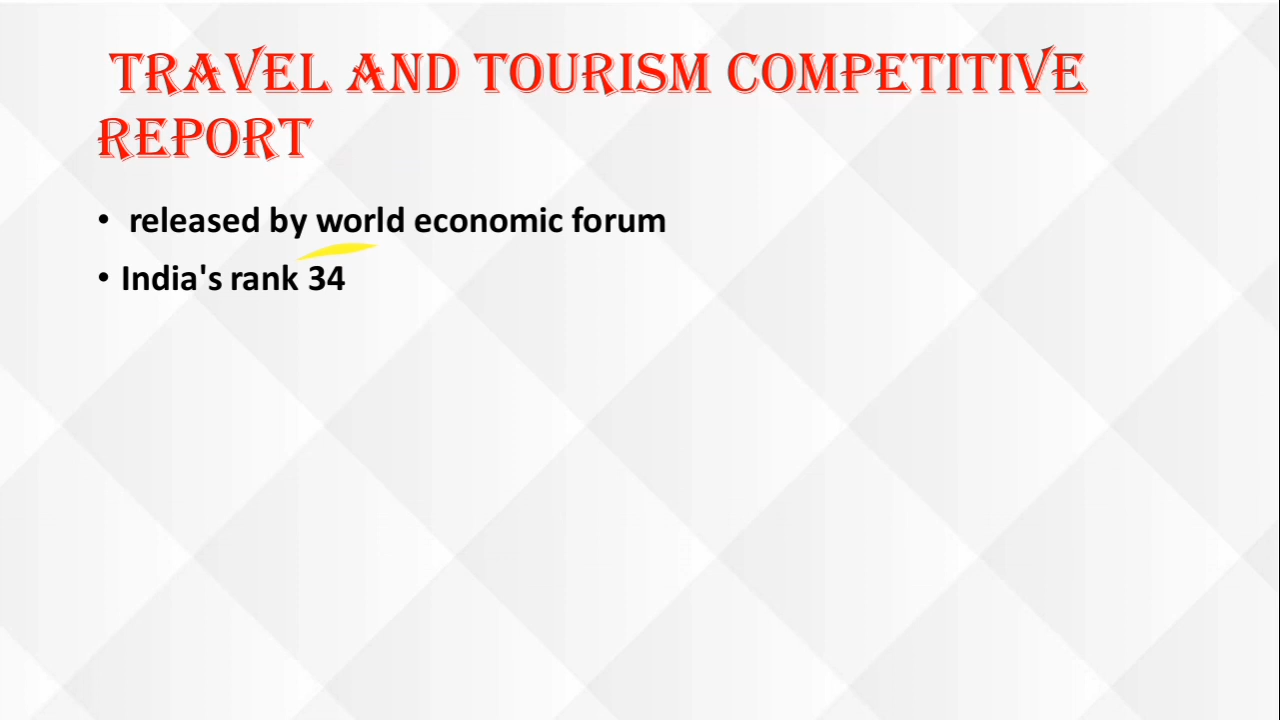 TRAVEL AND TOURISM COMPETITIVE
REPORT
• released by world economic forum
• India's rank 34